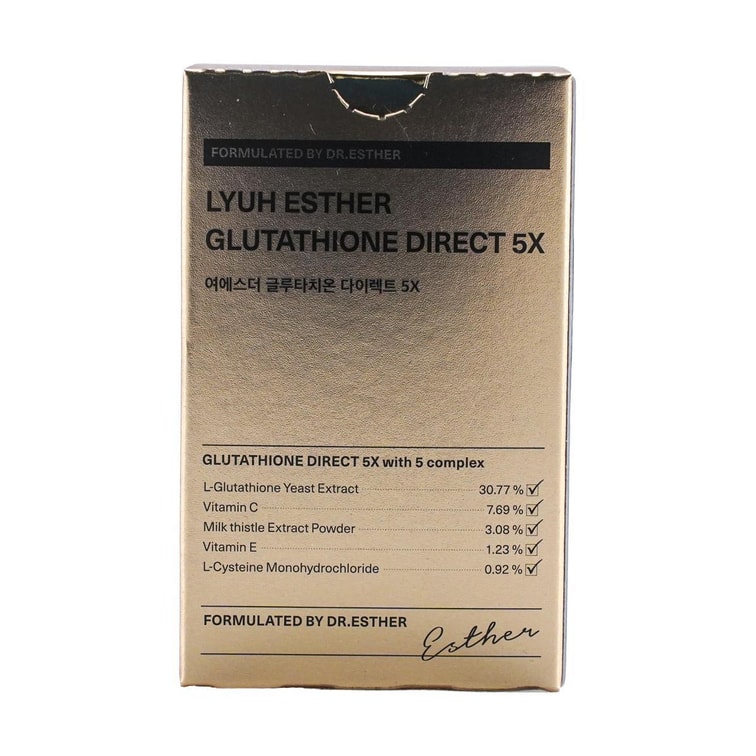 FORMULATED BY DR.ESTHER
LYUH ESTHER
GLUTATHIONE DIRECT 5X
여에스더 글루타치온 다이렉트 5X
GLUTATHIONE DIRECT 5X with 5 complex
L-Glutathione Yeast Extract 30.77 %
Vitamin C 7.69 %
Milk thistle Extract Powder 3.08 %
Vitamin E 1.23 %
L-Cysteine Monohydrochloride 0.92 %
FORMULATED BY DR.ESTHER
Esther